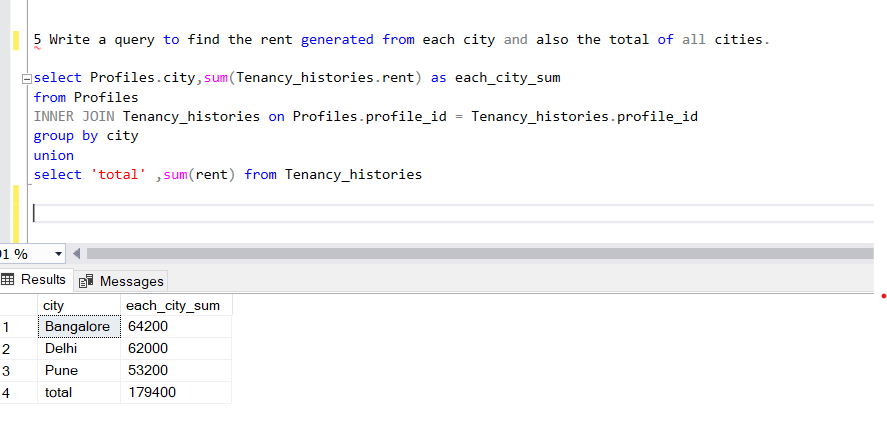 5 Write a query to find the rent generated from each city and also the total of all cities.
select Profiles.city,sum(Tenancy_histories.rent) as each_city_sum
from Profiles
INNER JOIN Tenancy_histories on Profiles.profile_id = Tenancy_histories.profile_id
group by city
union
select 'total' ,sum(rent) from Tenancy_histories
91 %
Results Messages
city each_city_sum
1 Bangalore 64200
2 Delhi 62000
3 Pune 53200
4 total 179400